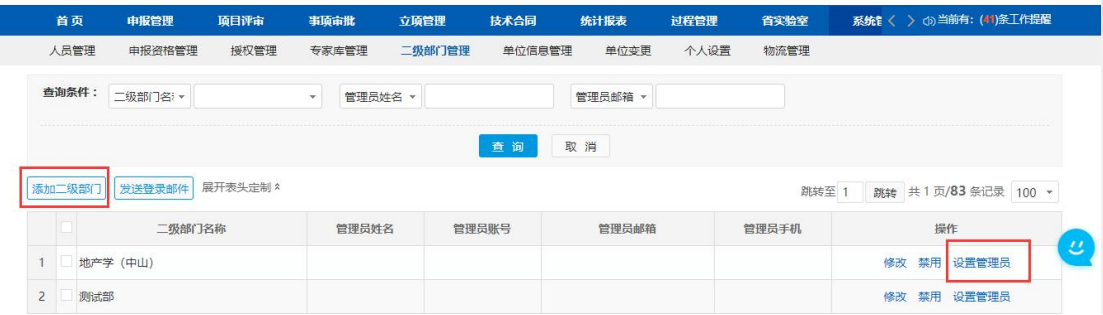 首页 申报管理 项目评审 事项审批 立项管理 技术合同 统计报表 过程管理 省实验室 系统管 当前有：(41)条工作提醒
人员管理 申报资格管理 授权管理 专家库管理 二级部门管理 单位信息管理 单位变更 个人设置 物流管理
查询条件： 二级部门名 管理员姓名 管理员邮箱
查询 取消
添加二级部门 发送登录邮件 展开表头定制 跳转至 1 跳转 共 1 页/83 条记录 100
二级部门名称 管理员姓名 管理员账号 管理员邮箱 管理员手机 操作
1 地产学（中山） 修改 禁用 设置管理员
2 测试部 修改 禁用 设置管理员